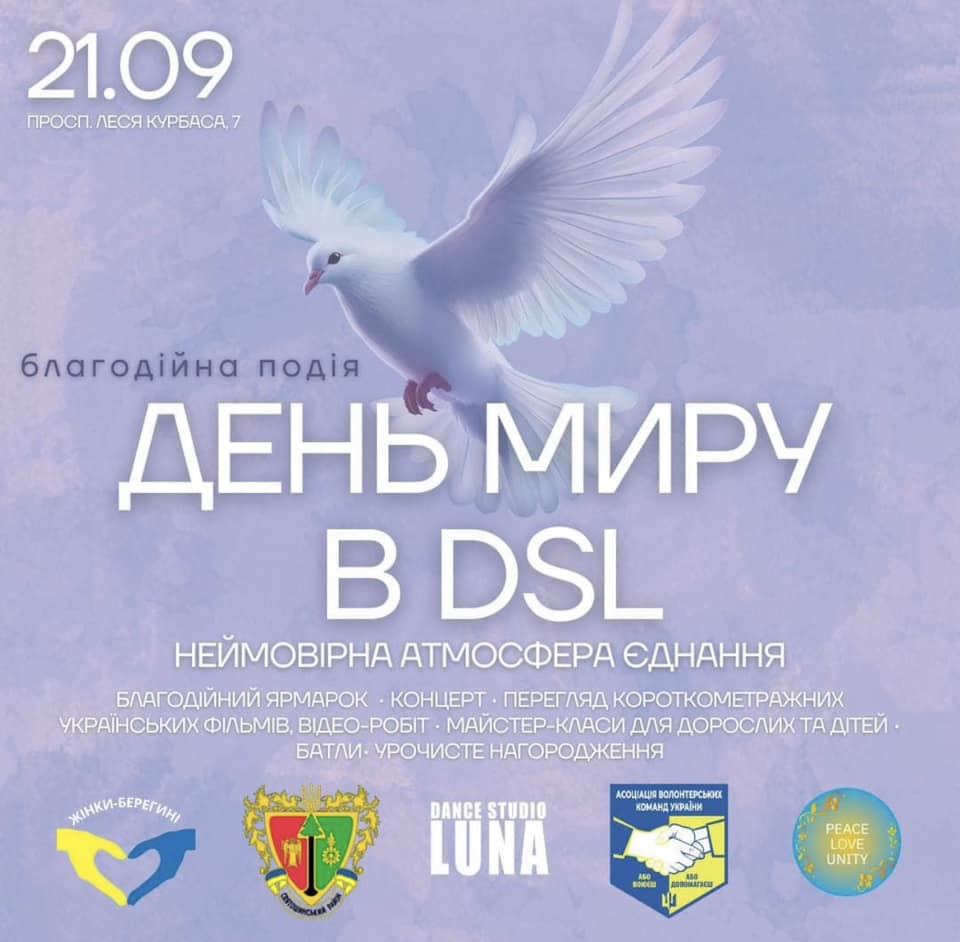 21.09
ПРОСП. ЛЕСЯ КУРБАСА, 7
благодійна подія
ДЕНЬ МИРУ
В DSL
НЕЙМОВІРНА АТМОСФЕРА ЄДНАННЯ
БЛАГОДІЙНИЙ ЯРМАРОК · КОНЦЕРТ · ПЕРЕГЛЯД КОРОТКОМЕТРАЖНИХ
УКРАЇНСЬКИХ ФІЛЬМІВ, ВІДЕО-РОБІТ · МАЙСТЕР-КЛАСИ ДЛЯ ДОРОСЛИХ ТА ДІТЕЙ ·
БАТЛИ · УРОЧИСТЕ НАГОРОДЖЕННЯ
ЖІНКИ-БЕРЕГИНІ
СВЯТОШИНСЬКИЙ РАЙОН
DANCE STUDIO
LUNA
АСОЦІАЦІЯ ВОЛОНТЕРСЬКИХ
КОМАНД УКРАЇНИ
АБО
ВОЮЄШ
АБО
ДОПОМАГАЄШ
PEACE
LOVE
UNITY